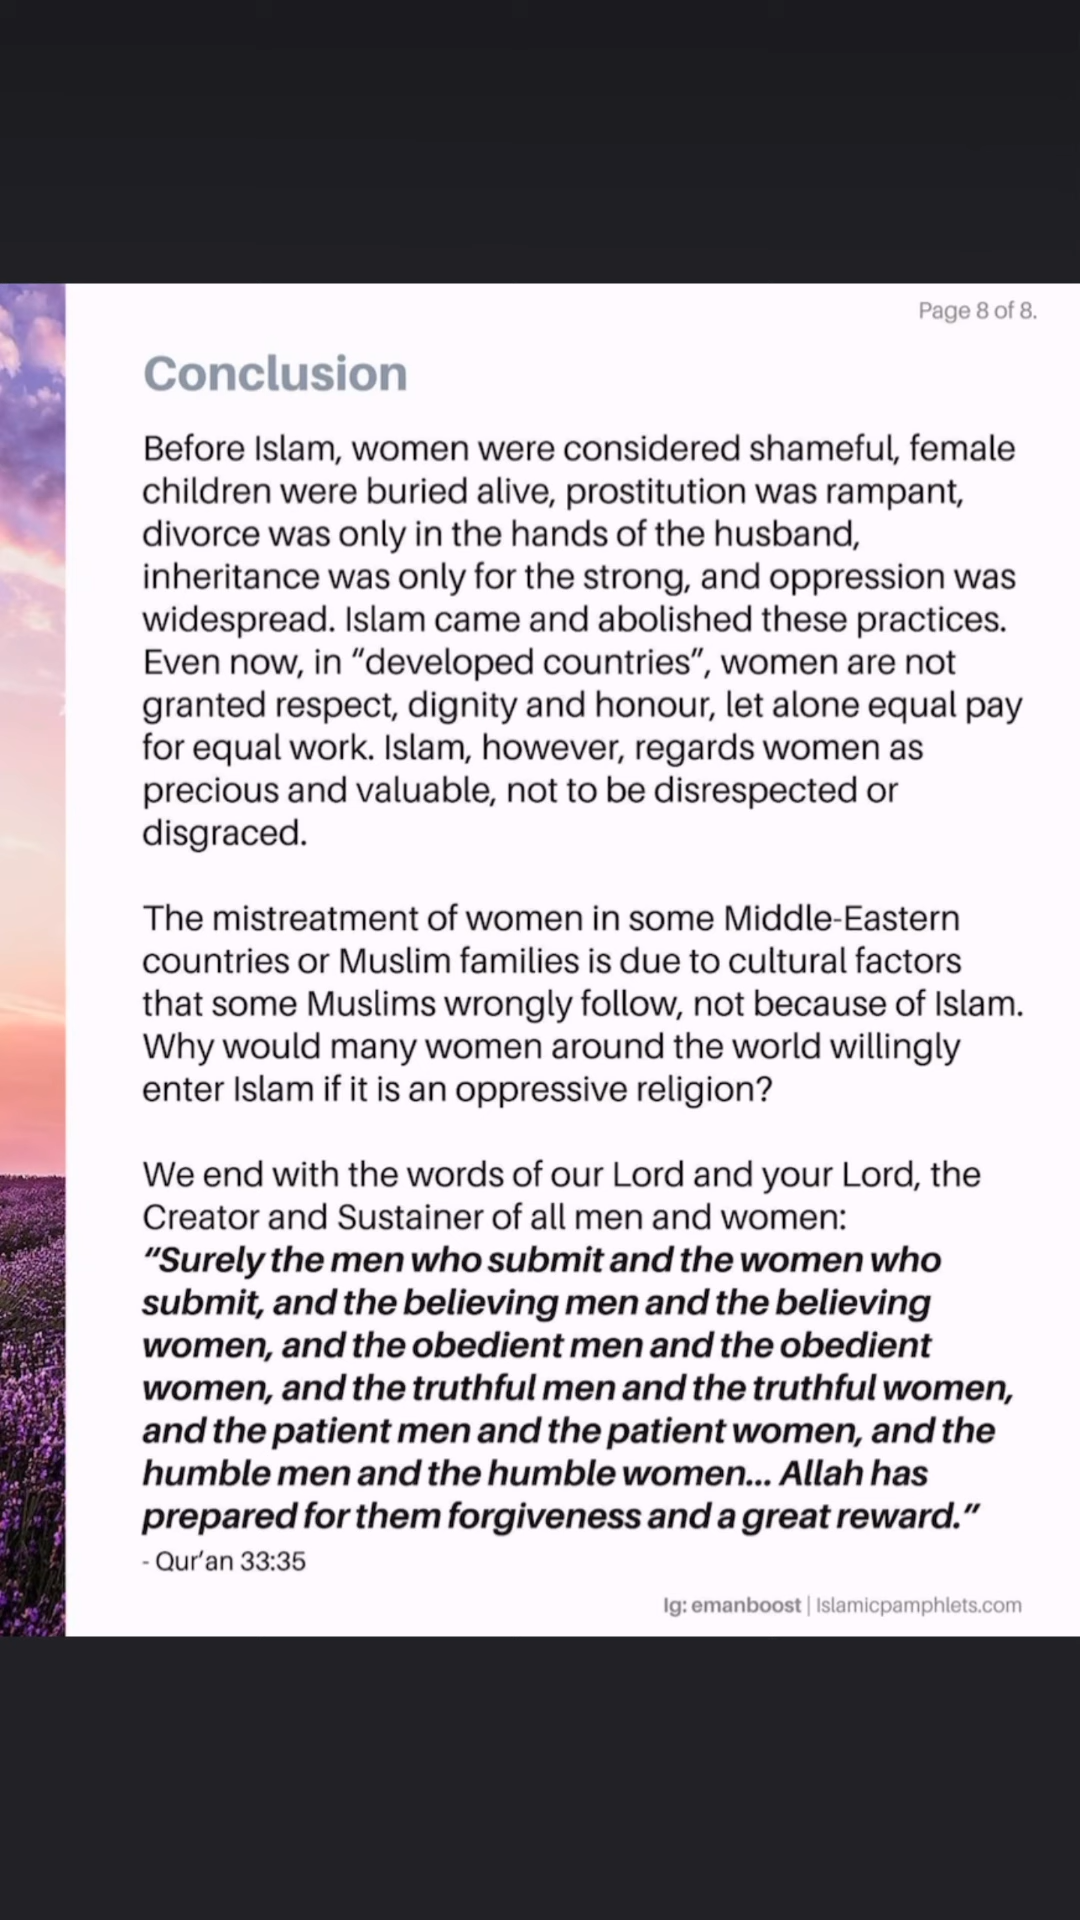 Page 8 of 8.
Conclusion
Before Islam, women were considered shameful, female
children were buried alive, prostitution was rampant,
divorce was only in the hands of the husband,
inheritance was only for the strong, and oppression was
widespread. Islam came and abolished these practices.
Even now, in “developed countries”, women are not
granted respect, dignity and honour, let alone equal pay
for equal work. Islam, however, regards women as
precious and valuable, not to be disrespected or
disgraced.
The mistreatment of women in some Middle-Eastern
countries or Muslim families is due to cultural factors
that some Muslims wrongly follow, not because of Islam.
Why would many women around the world willingly
enter Islam if it is an oppressive religion?
We end with the words of our Lord and your Lord, the
Creator and Sustainer of all men and women:
“Surely the men who submit and the women who
submit, and the believing men and the believing
women, and the obedient men and the obedient
women, and the truthful men and the truthful women,
and the patient men and the patient women, and the
humble men and the humble women... Allah has
prepared for them forgiveness and a great reward.”
- Qur’an 33:35
Ig: emanboost | Islamicpamphlets.com